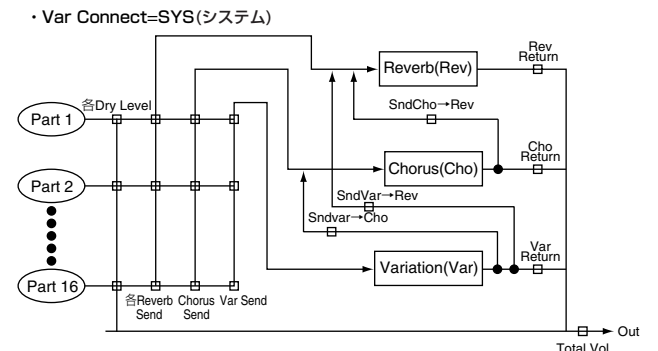 ・Var Connect=SYS(システム)
Rev
Return
Reverb(Rev)
各Dry Level
SndCho→Rev
Part 1
Cho
Return
Chorus(Cho)
Part 2
SndVar→Rev
Sndvar→Cho
Var
Return
Variation(Var)
Part 16
各Reverb
Send
Chorus
Send
Var Send
Out
Total Vol